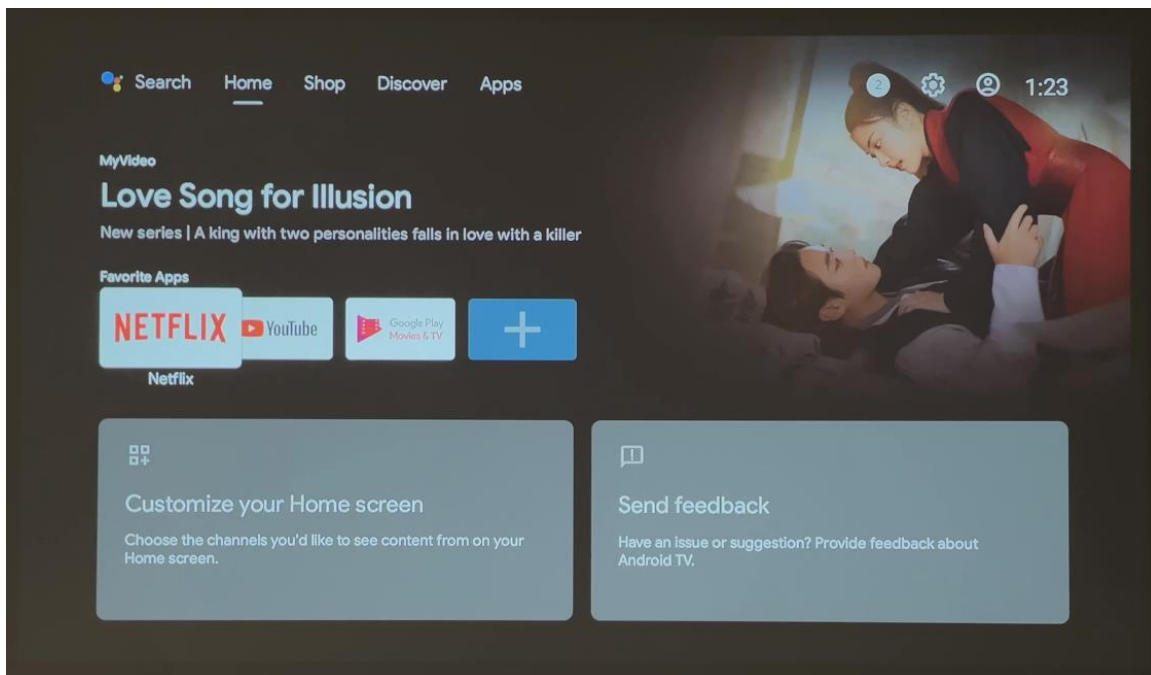 Search Home Shop Discover Apps 2 1:23
MyVideo
Love Song for Illusion
New series | A king with two personalities falls in love with a killer
Favorite Apps
NETFLIX YouTube Google Play
Movies & TV
Netflix
Customize your Home screen
Choose the channels you'd like to see content from on your
Home screen.
Send feedback
Have an issue or suggestion? Provide feedback about
Android TV.